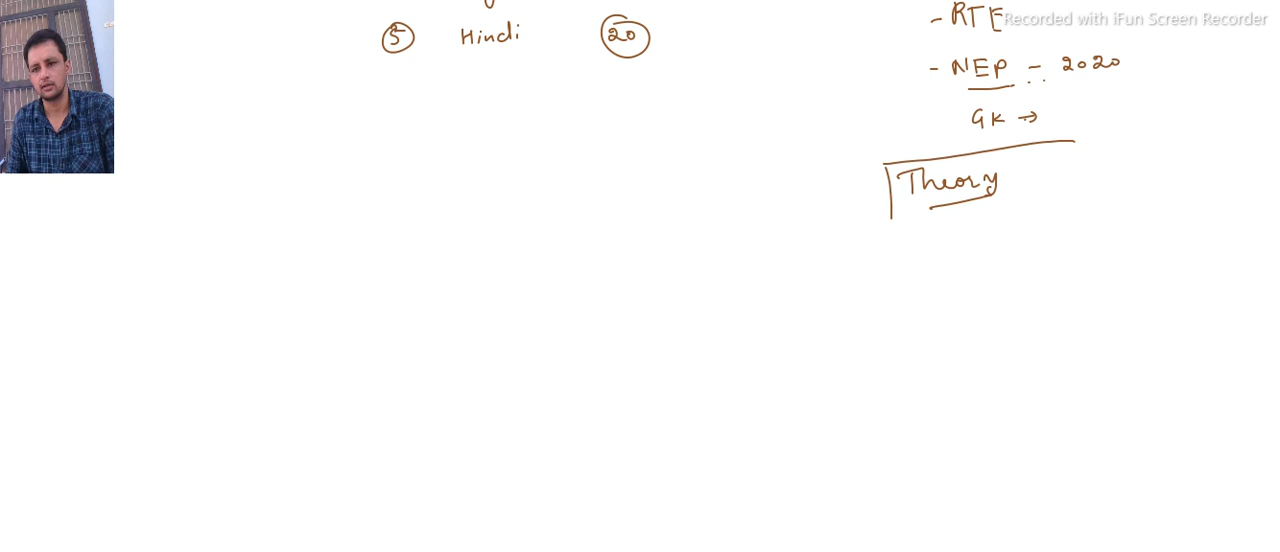 - RTE
Recorded with iFun Screen Recorder
5 Hindi 20
- NEP - 2020
GK →
Theory